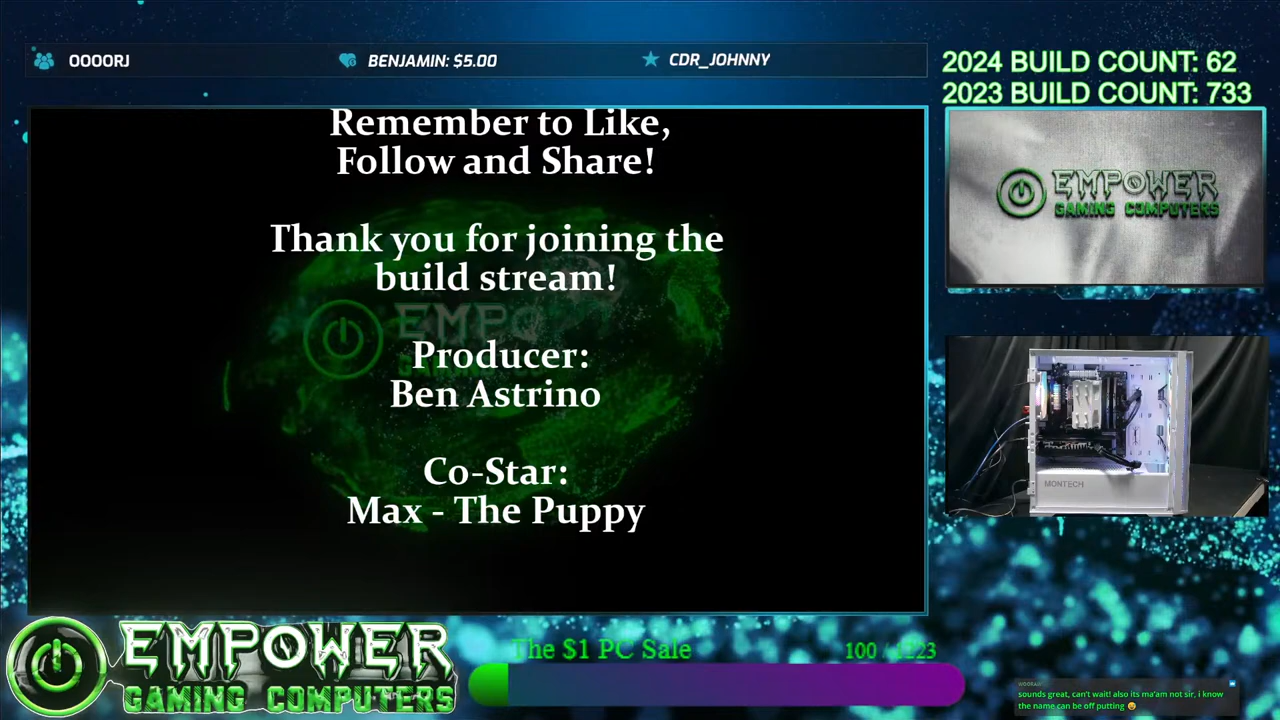 OOOORJ
BENJAMIN: $5.00
CDR_JOHNNY
2024 BUILD COUNT: 62
2023 BUILD COUNT: 733
Remember to Like,
Follow and Share!
Thank you for joining the
build stream!
Producer:
Ben Astrino
Co-Star:
Max - The Puppy
EMPOWER
GAMING COMPUTERS
MONTECH
EMPOWER
GAMING COMPUTERS
The $1 PC Sale
100 /
sounds great, can't wait! also its ma'am not sir, i know
the name can be off putting 😄